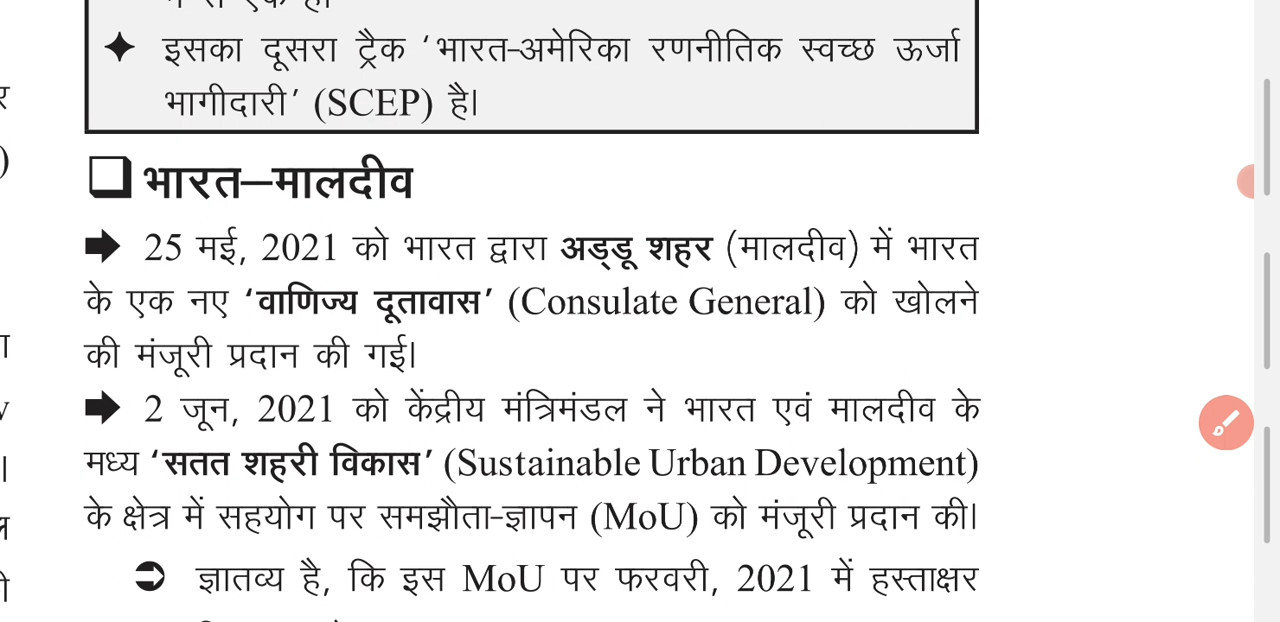 इसका दूसरा ट्रैक 'भारत-अमेरिका रणनीतिक स्वच्छ ऊर्जा
भागीदारी' (SCEP) है।
भारत—मालदीव
25 मई, 2021 को भारत द्वारा अड्डू शहर (मालदीव) में भारत
के एक नए 'वाणिज्य दूतावास' (Consulate General) को खोलने
की मंजूरी प्रदान की गई।
2 जून, 2021 को केंद्रीय मंत्रिमंडल ने भारत एवं मालदीव के
मध्य 'सतत शहरी विकास' (Sustainable Urban Development)
के क्षेत्र में सहयोग पर समझौता-ज्ञापन (MoU) को मंजूरी प्रदान की।
ज्ञातव्य है, कि इस MoU पर फरवरी, 2021 में हस्ताक्षर